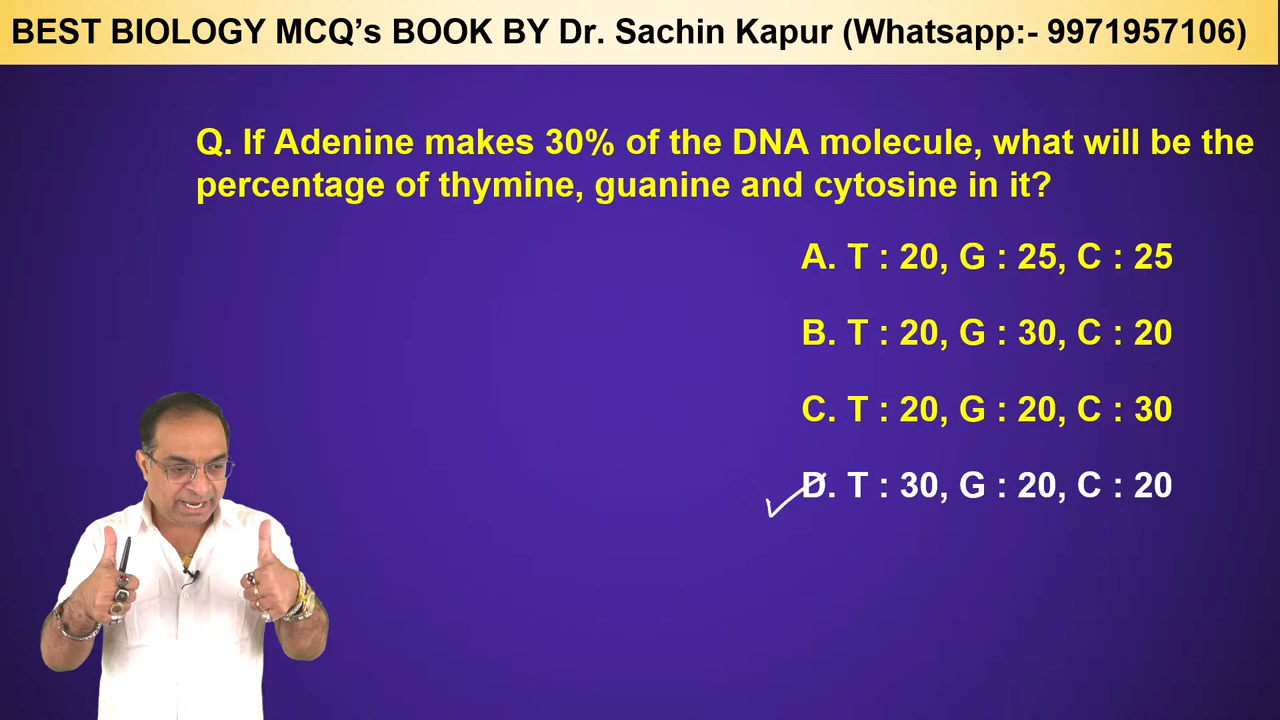 BEST BIOLOGY MCQ’s BOOK BY Dr. Sachin Kapur (Whatsapp:- 9971957106)
Q. If Adenine makes 30% of the DNA molecule, what will be the
percentage of thymine, guanine and cytosine in it?
A. T : 20, G : 25, C : 25
B. T : 20, G : 30, C : 20
C. T : 20, G : 20, C : 30
D. T : 30, G : 20, C : 20